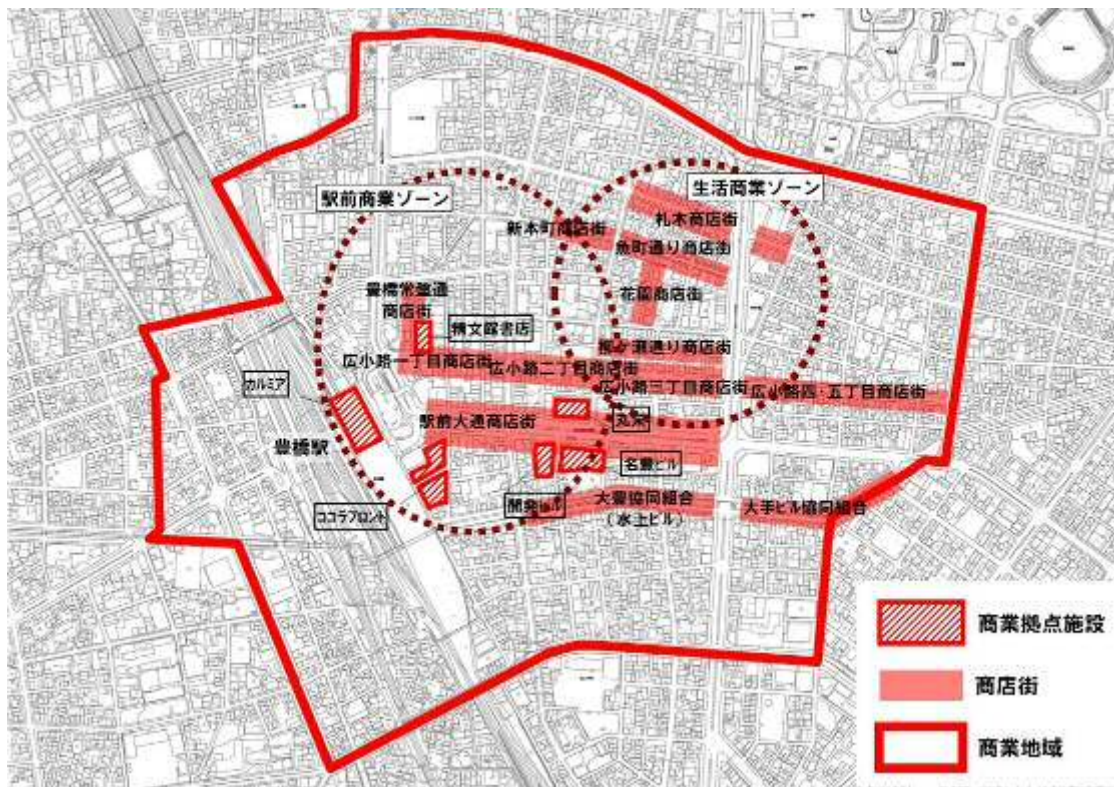 駅前商業ゾーン
生活商業ゾーン
札木商店街
新本町商店街
魚町通り商店街
花園商店街
豊橋常盤通
商店街
精文館書店
広小路一丁目商店街
広小路二丁目商店街
広小路三丁目商店街
広小路四・五丁目商店街
カルミア
駅前大通商店街
丸栄
豊橋駅
名豊ビル
ココラフロント
開発ビル
大豊協同組合
（水上ビル）
大手ビル協同組合
商業拠点施設
商店街
商業地域